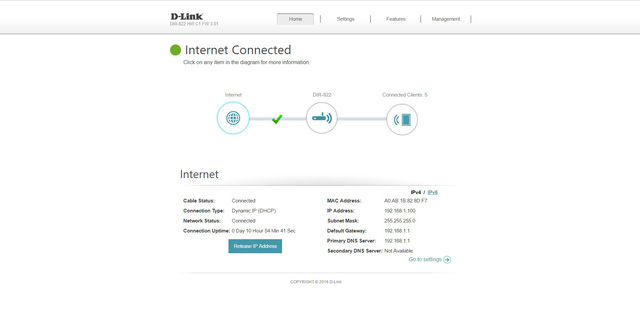 D-Link
DIR-822 HW:C1 FW:3.01
Home
Settings
Features
Management
Internet Connected
Click on any item in the diagram for more information.
Internet
DIR-822
Connected Clients: 5
Internet
IPv4 / IPv6
Cable Status: Connected
Connection Type: Dynamic IP (DHCP)
Network Status: Connected
Connection Uptime: 0 Day 10 Hour 54 Min 41 Sec
Release IP Address
MAC Address: A0:AB:1B:82:8D:F7
IP Address: 192.168.1.100
Subnet Mask: 255.255.255.0
Default Gateway: 192.168.1.1
Primary DNS Server: 192.168.1.1
Secondary DNS Server: Not Available
Go to settings
COPYRIGHT © 2016 D-Link